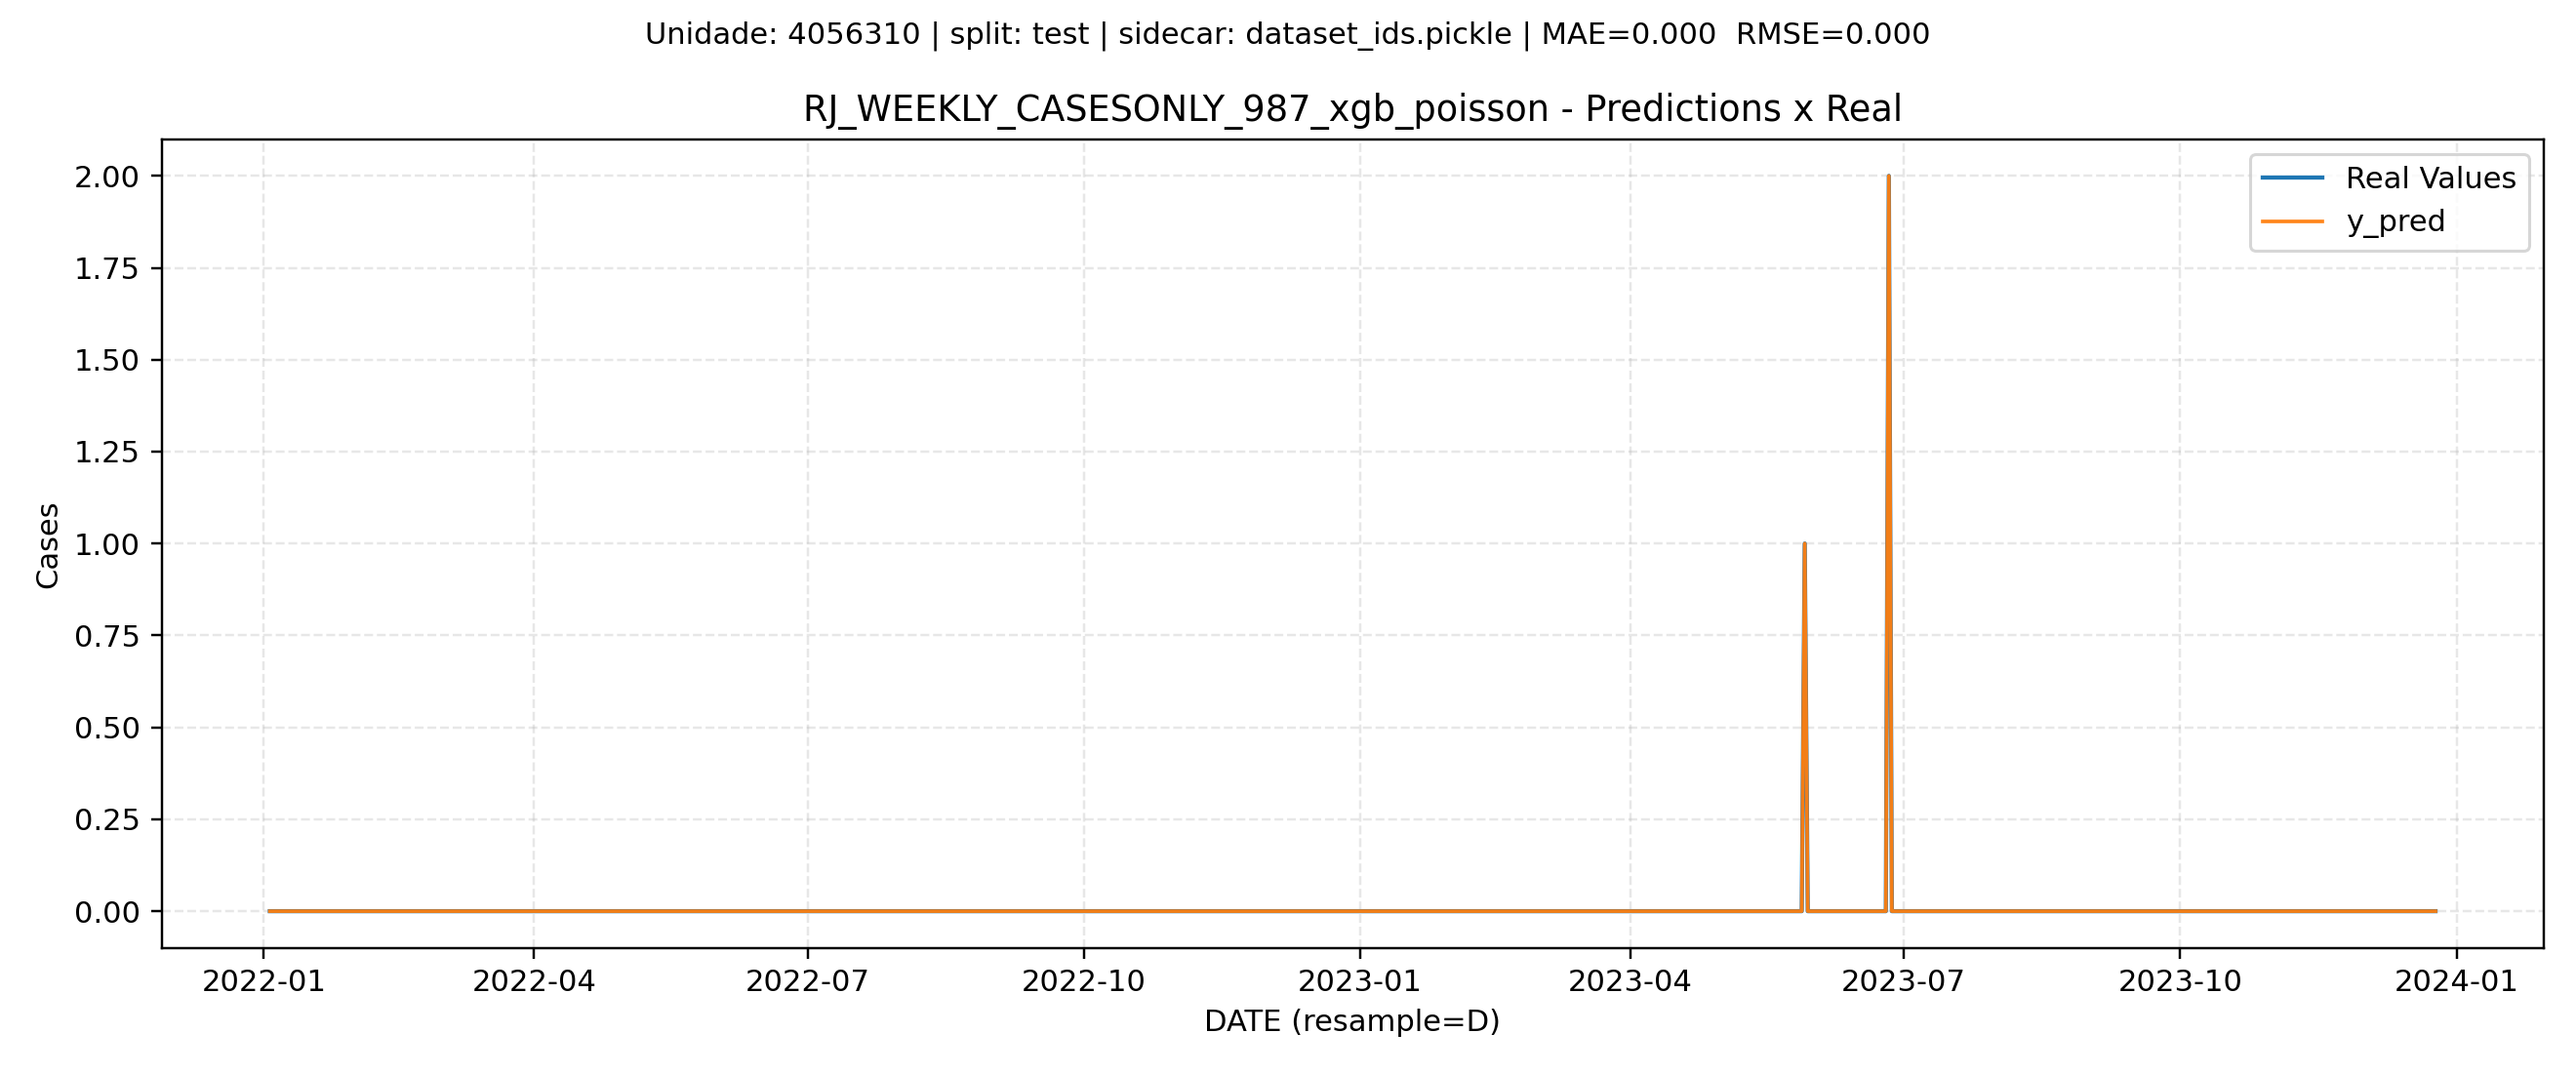 Unidade: 4056310 | split: test | sidecar: dataset_ids.pickle | MAE=0.000  RMSE=0.000
RJ_WEEKLY_CASESONLY_987_xgb_poisson - Predictions x Real
Real Values
y_pred
Cases
2.00
1.75
1.50
1.25
1.00
0.75
0.50
0.25
0.00
2022-01 2022-04 2022-07 2022-10 2023-01 2023-04 2023-07 2023-10 2024-01
DATE (resample=D)